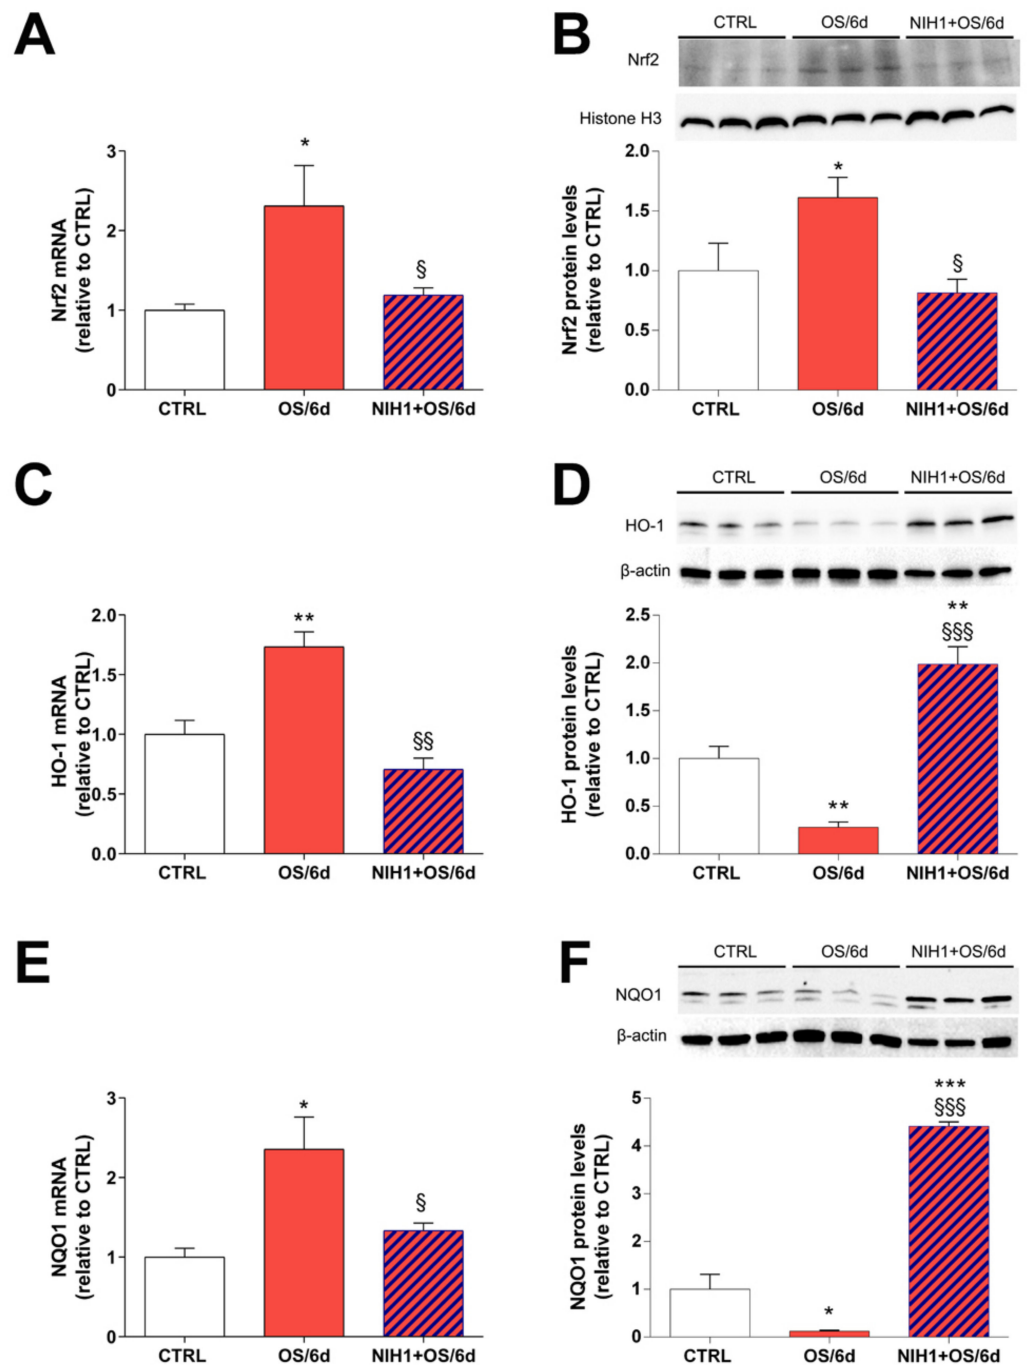 A
Nrf2 mRNA
(relative to CTRL)
3
2
1
0
*
§
CTRL OS/6d NIH1+OS/6d
B
CTRL OS/6d NIH1+OS/6d
Nrf2
Histone H3
Nrf2 protein levels
(relative to CTRL)
2.0
1.5
1.0
0.5
0.0
*
§
CTRL OS/6d NIH1+OS/6d
C
HO-1 mRNA
(relative to CTRL)
2.0
1.5
1.0
0.5
0.0
**
§§
CTRL OS/6d NIH1+OS/6d
D
CTRL OS/6d NIH1+OS/6d
HO-1
β-actin
HO-1 protein levels
(relative to CTRL)
2.5
2.0
1.5
1.0
0.5
0.0
**
**
§§§
CTRL OS/6d NIH1+OS/6d
E
NQO1 mRNA
(relative to CTRL)
3
2
1
0
*
§
CTRL OS/6d NIH1+OS/6d
F
CTRL OS/6d NIH1+OS/6d
NQO1
β-actin
NQO1 protein levels
(relative to CTRL)
5
4
3
2
1
0
*
***
§§§
CTRL OS/6d NIH1+OS/6d